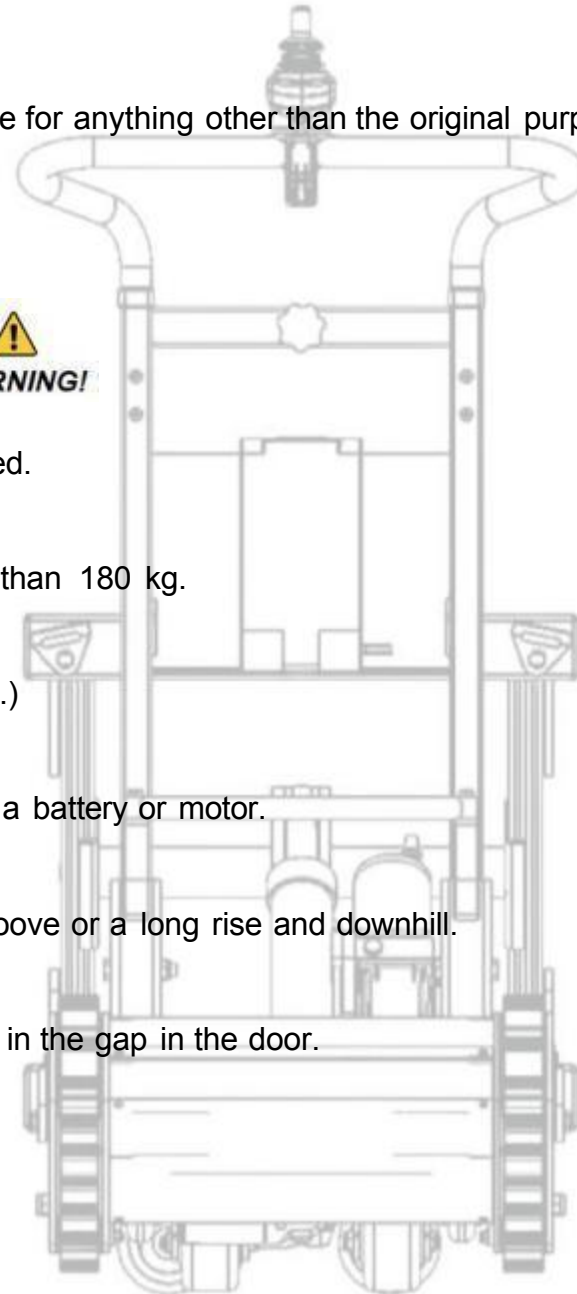 e for anything other than the original purp
RNING!
ed.
than 180 kg.
.)
a battery or motor.
oove or a long rise and downhill.
in the gap in the door.